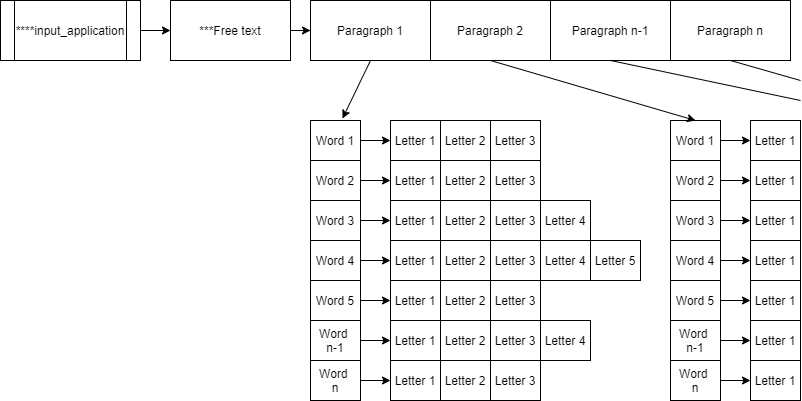 ****input_application
***Free text
Paragraph 1
Paragraph 2
Paragraph n-1
Paragraph n
Word 1
Letter 1
Letter 2
Letter 3
Word 2
Letter 1
Letter 2
Letter 3
Word 3
Letter 1
Letter 2
Letter 3
Letter 4
Word 4
Letter 1
Letter 2
Letter 3
Letter 4
Letter 5
Word 5
Letter 1
Letter 2
Letter 3
Word
n-1
Letter 1
Letter 2
Letter 3
Letter 4
Word
n
Letter 1
Letter 2
Letter 3
Word 1
Letter 1
Word 2
Letter 1
Word 3
Letter 1
Word 4
Letter 1
Word 5
Letter 1
Word
n-1
Letter 1
Word
n
Letter 1